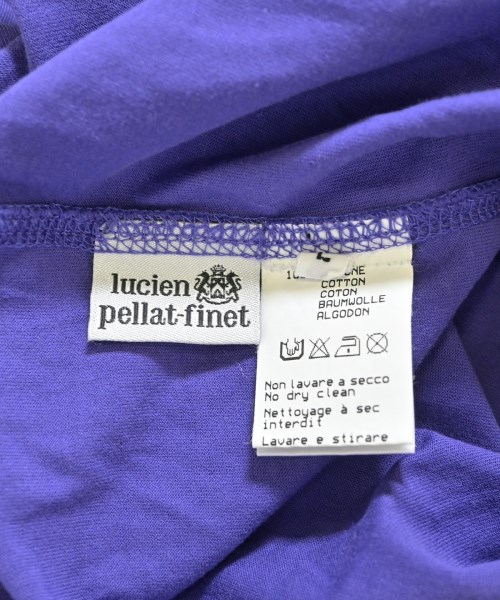 lucien
pellat-finet
COTTON
COTON
BAUMWOLLE
ALGODON
Non lavare a secco
No dry clean
Nettoyage à sec
interdit
Lavare e stirare